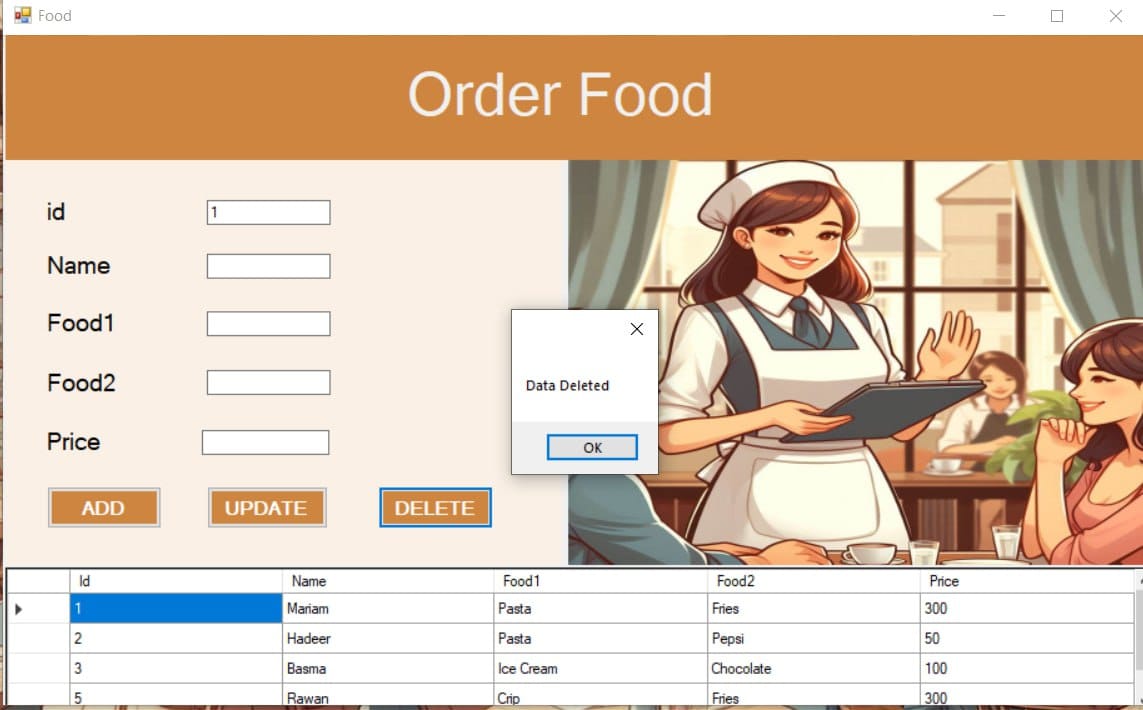 Food
Order Food
id 1
Name
Food1
Food2
Price
Data Deleted
OK
ADD UPDATE DELETE
Id Name Food1 Food2 Price
1 Mariam Pasta Fries 300
2 Hadeer Pasta Pepsi 50
3 Basma Ice Cream Chocolate 100
5 Rawan Crip Fries 300